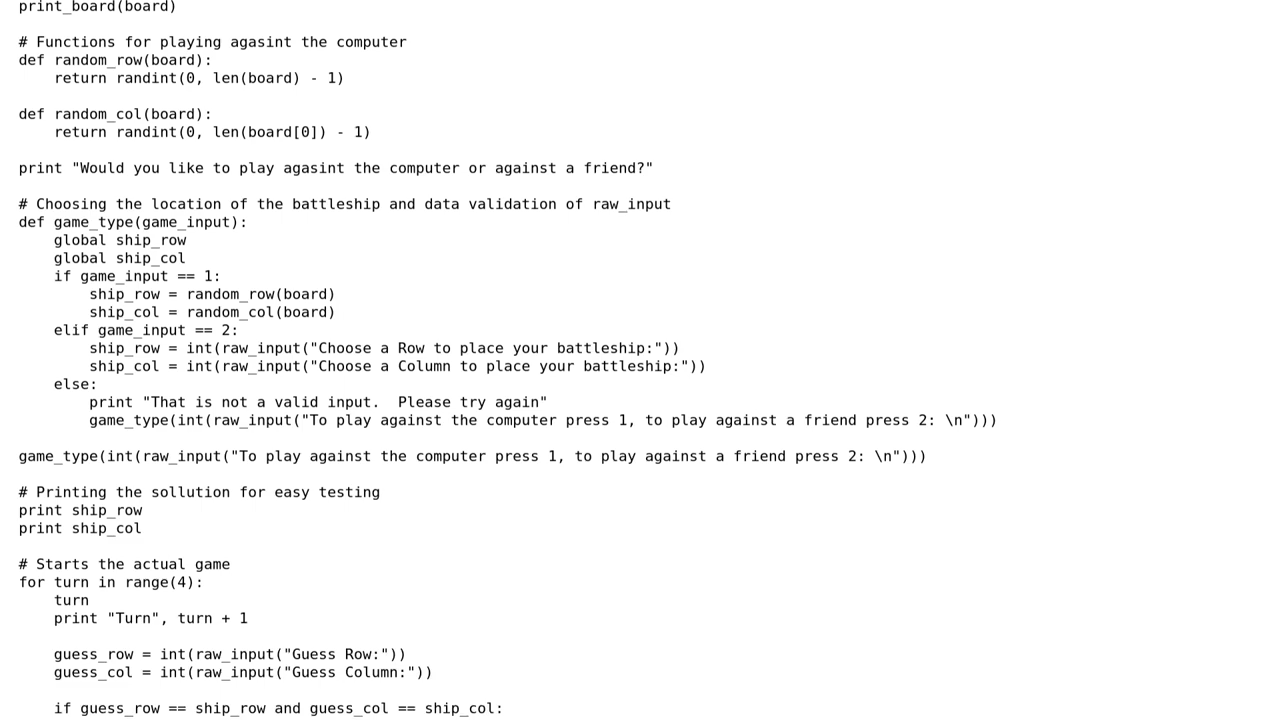 print_board(board)

# Functions for playing agasint the computer
def random_row(board):
    return randint(0, len(board) - 1)

def random_col(board):
    return randint(0, len(board[0]) - 1)

print "Would you like to play agasint the computer or against a friend?"

# Choosing the location of the battleship and data validation of raw_input
def game_type(game_input):
    global ship_row
    global ship_col
    if game_input == 1:
        ship_row = random_row(board)
        ship_col = random_col(board)
    elif game_input == 2:
        ship_row = int(raw_input("Choose a Row to place your battleship:"))
        ship_col = int(raw_input("Choose a Column to place your battleship:"))
    else:
        print "That is not a valid input.  Please try again"
        game_type(int(raw_input("To play against the computer press 1, to play against a friend press 2: \n")))

game_type(int(raw_input("To play against the computer press 1, to play against a friend press 2: \n")))

# Printing the sollution for easy testing
print ship_row
print ship_col

# Starts the actual game
for turn in range(4):
    turn
    print "Turn", turn + 1

    guess_row = int(raw_input("Guess Row:"))
    guess_col = int(raw_input("Guess Column:"))

    if guess_row == ship_row and guess_col == ship_col: